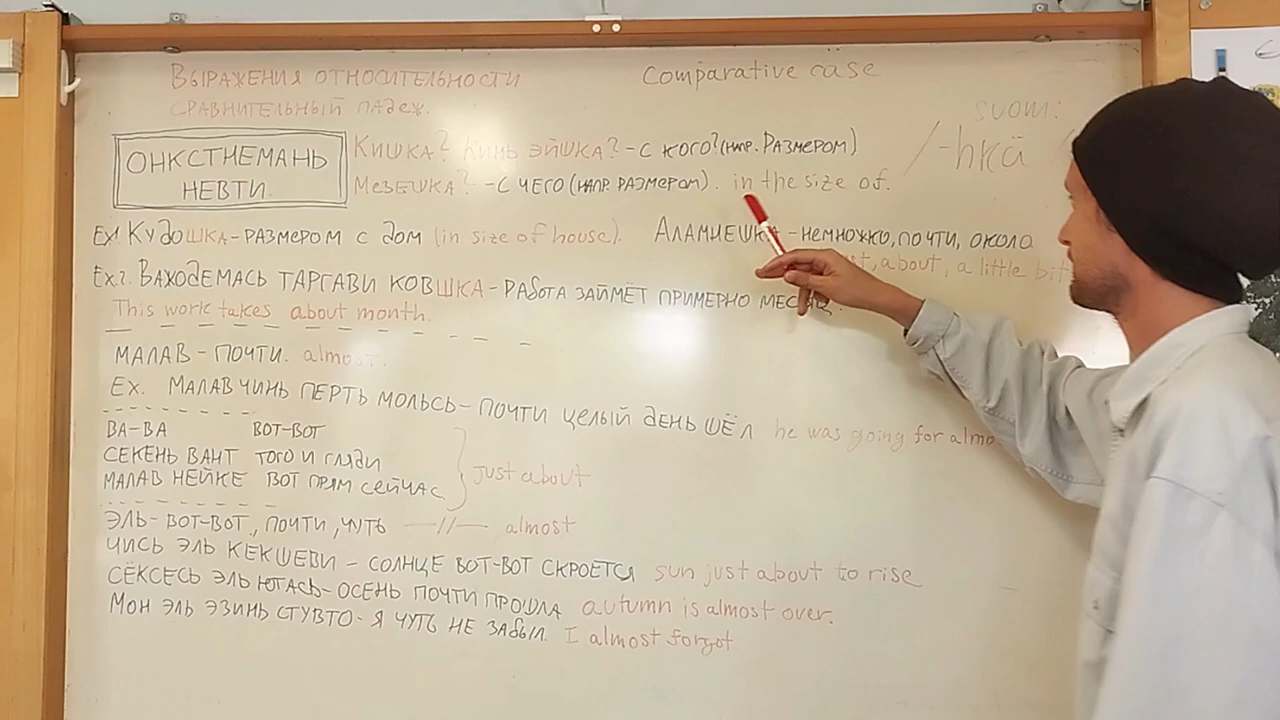 Выражения относительности
Comparative case
сравнительный падеж.
suom:
Онкстнемань
невти.
Кишка? Кинь эйшка? - с кого? (напр. размером)
/-hkä
Мезешка? - с чего (напр. размером). in the size of.
Ex. Кудошка - размером с дом (in size of house).
Аламнешка - немножко, почти, около
about, a little bit
Ex.2. Важодемась таргави ковшка - работа займёт примерно месяц.
This work takes about month.
малав - почти. almost.
Ex. малав чинь перть мольсь - почти целый день шёл he was going for almo
ва-ва вот-вот
секень вант того и гляди
малав нейке вот прям сейчас
just about
эль - вот-вот, почти, чуть —//— almost
чись эль кекшеви - солнце вот-вот скроется sun just about to rise
сёксесь эль ютась - осень почти прошла autumn is almost over.
Мон эль эзинь стувто - я чуть не забыл. I almost forgot